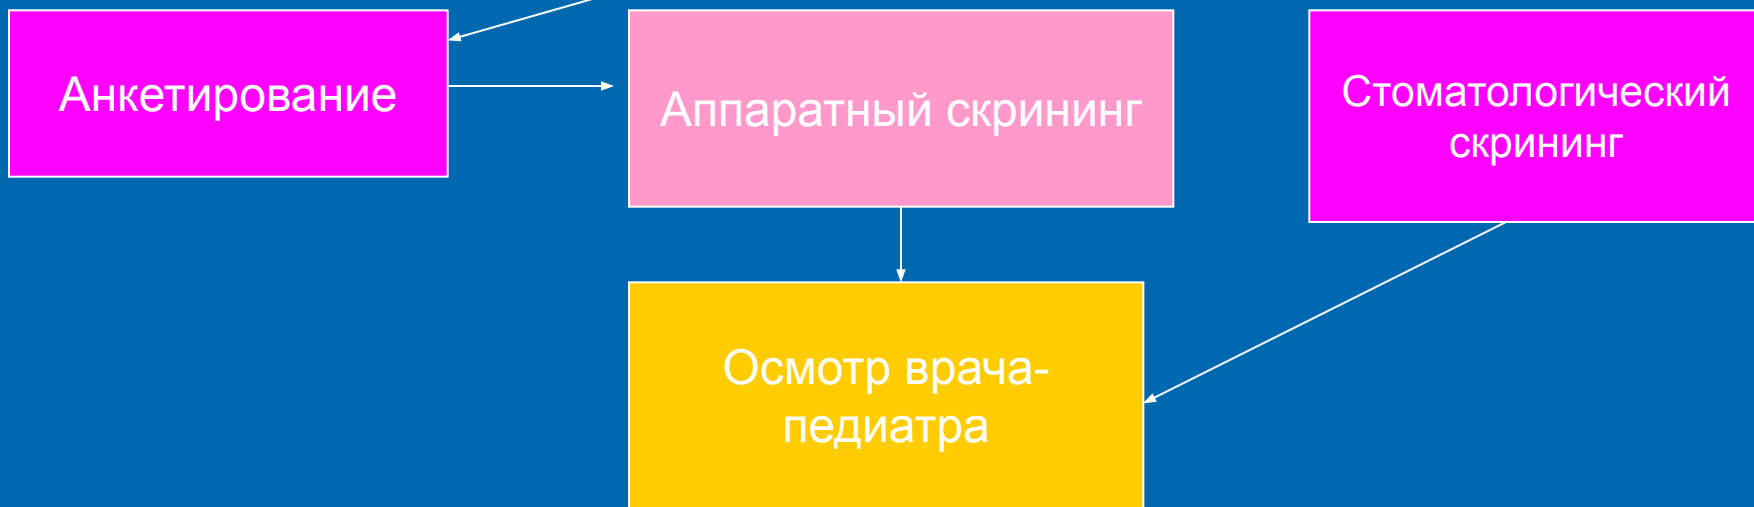 Анкетирование
Аппаратный скрининг
Стоматологический
скрининг
Осмотр врача-
педиатра